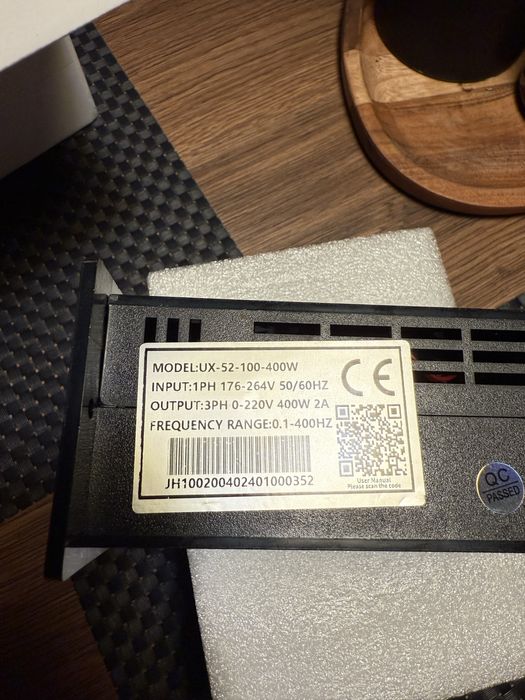 MODEL:UX-52-100-400W
INPUT:1PH 176-264V 50/60HZ
OUTPUT:3PH 0-220V 400W 2A
FREQUENCY RANGE:0.1-400HZ
JH100200402401000352
CE
User Manual
Please scan the code
QC
PASSED